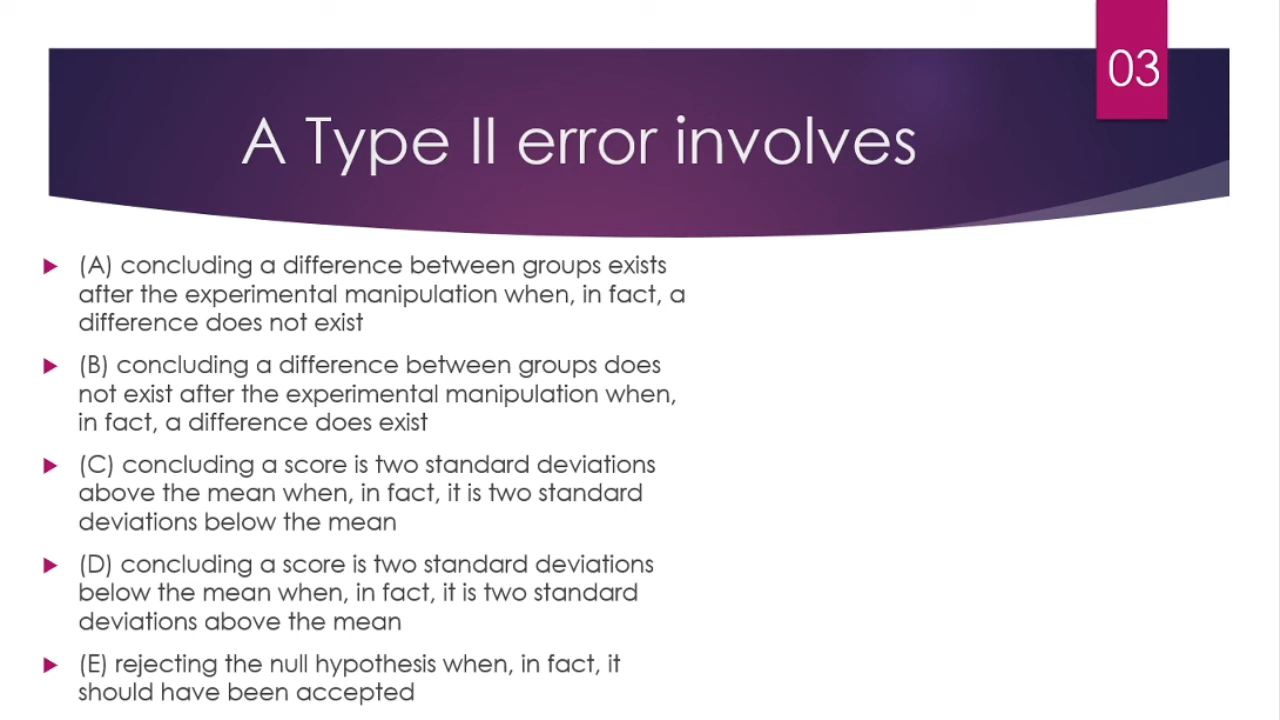 03
A Type II error involves
(A) concluding a difference between groups exists
after the experimental manipulation when, in fact, a
difference does not exist
(B) concluding a difference between groups does
not exist after the experimental manipulation when,
in fact, a difference does exist
(C) concluding a score is two standard deviations
above the mean when, in fact, it is two standard
deviations below the mean
(D) concluding a score is two standard deviations
below the mean when, in fact, it is two standard
deviations above the mean
(E) rejecting the null hypothesis when, in fact, it
should have been accepted